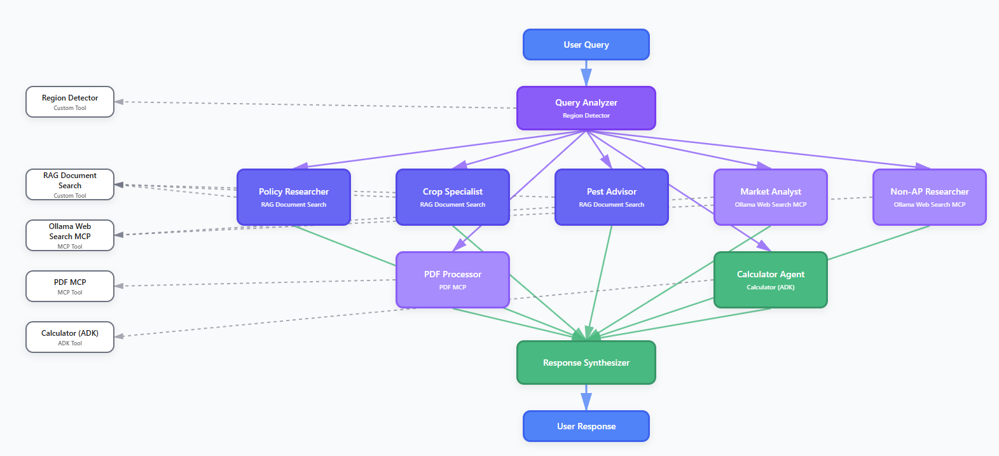 User Query
Region Detector
Custom Tool
Query Analyzer
Region Detector
RAG Document
Search
Custom Tool
Policy Researcher
RAG Document Search
Crop Specialist
RAG Document Search
Pest Advisor
RAG Document Search
Market Analyst
Ollama Web Search MCP
Non-AP Researcher
Ollama Web Search MCP
Ollama Web
Search MCP
MCP Tool
PDF MCP
MCP Tool
PDF Processor
PDF MCP
Calculator Agent
Calculator (ADK)
Calculator (ADK)
ADK Tool
Response Synthesizer
User Response